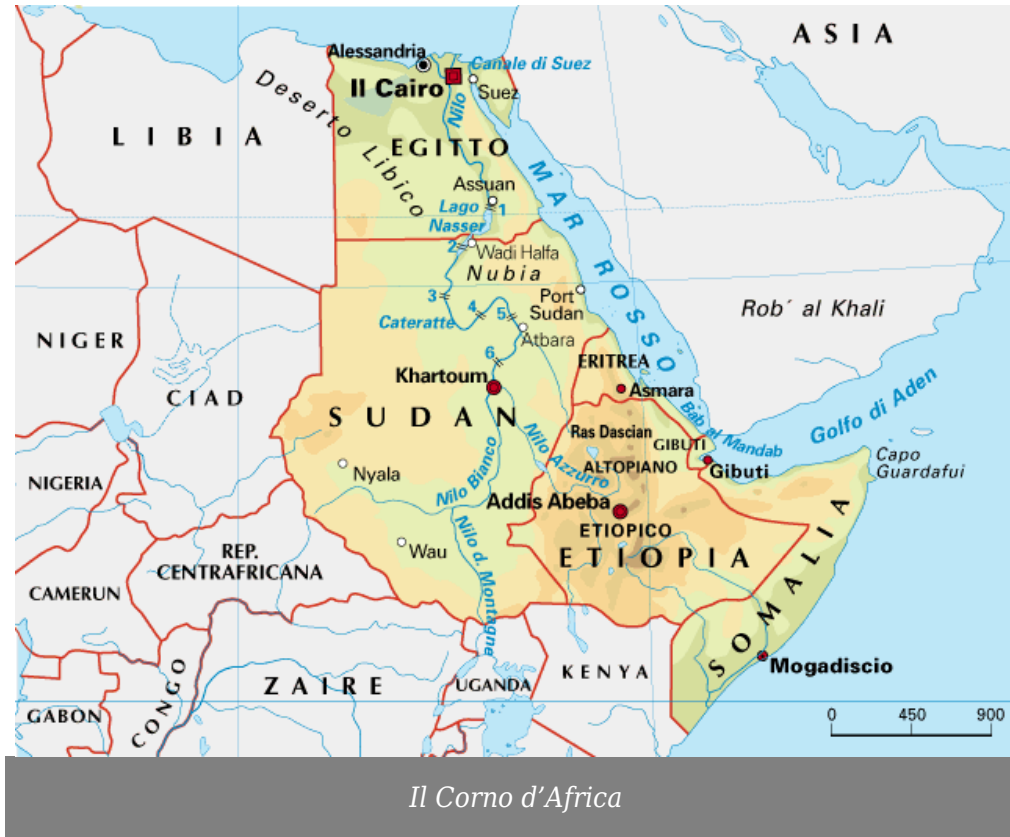 ASIA
Alessandria
Canale di Suez
Il Cairo
Suez
Nilo
Deserto Libico
LIBIA
EGITTO
MAR ROSSO
Assuan
Lago
Nasser
1
2
Wadi Halfa
Nubia
3
4
5
Port
Sudan
Cateratte
Atbara
Rob´ al Khali
NIGER
6
ERITREA
Khartoum
Asmara
CIAD
SUDAN
Bab al Mandab
Golfo di Aden
Ras Dascian
GIBUTI
Capo
Guardafui
Nyala
Nilo Bianco
Nilo Azzurro
ALTOPIANO
Gibuti
NIGERIA
Addis Abeba
ETIOPICO
Wau
Nilo d. Montagne
ETIOPIA
SOMALIA
REP.
CENTRAFRICANA
CAMERUN
Mogadiscio
KENYA
ZAIRE
UGANDA
GABON
CONGO
0 450 900
Il Corno d’Africa